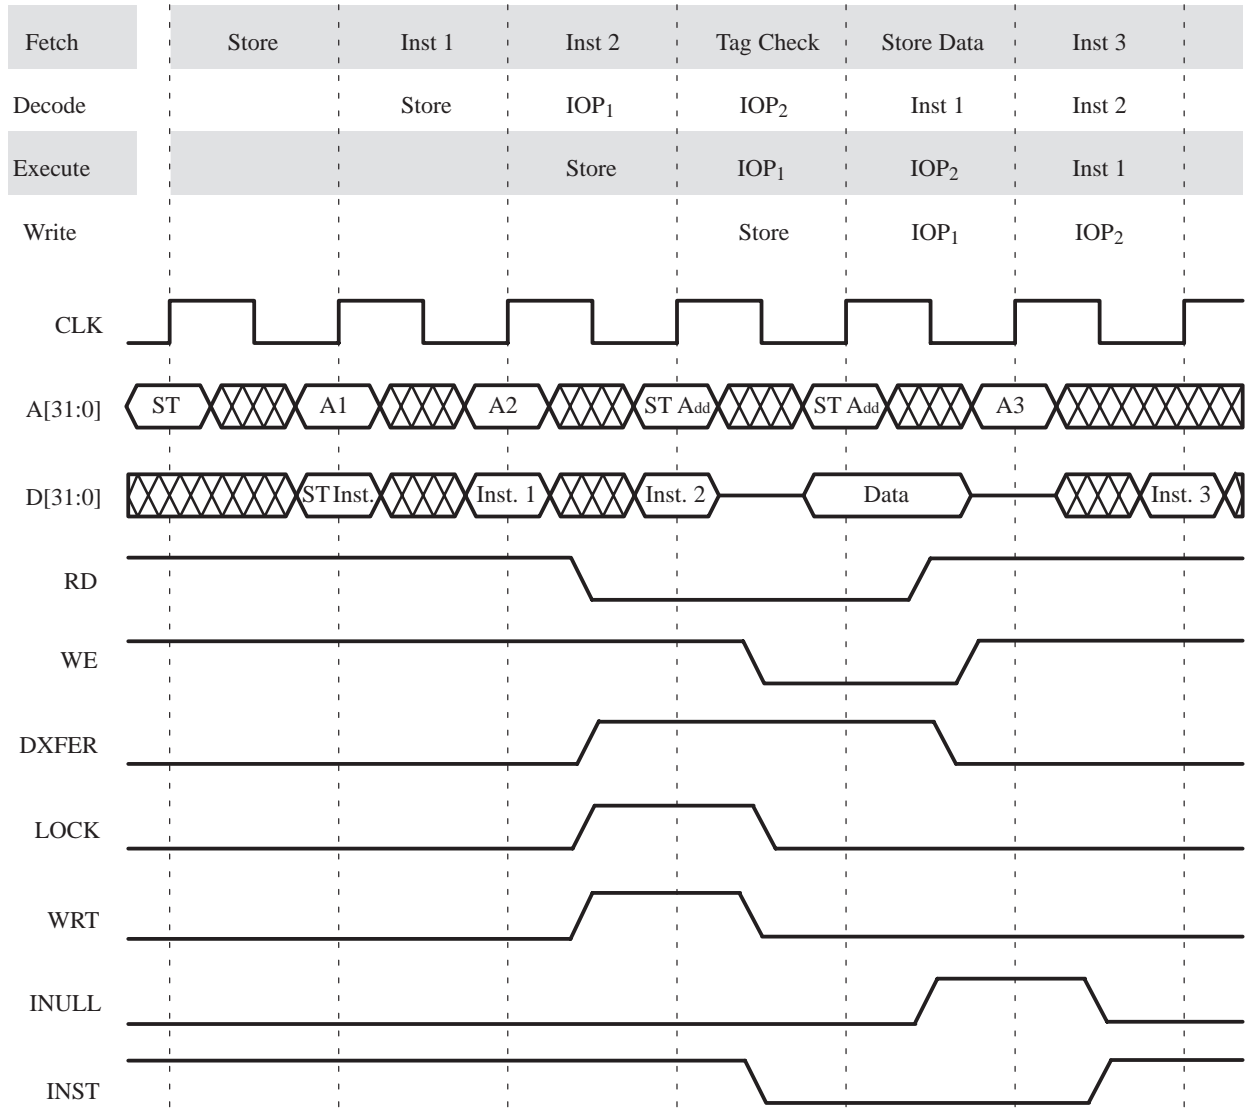 Fetch Store Inst 1 Inst 2 Tag Check Store Data Inst 3
Decode Store IOP1 IOP2 Inst 1 Inst 2
Execute Store IOP1 IOP2 Inst 1
Write Store IOP1 IOP2
CLK
A[31:0] ST A1 A2 ST Add ST Add A3
D[31:0] ST Inst. Inst. 1 Inst. 2 Data Inst. 3
RD
WE
DXFER
LOCK
WRT
INULL
INST